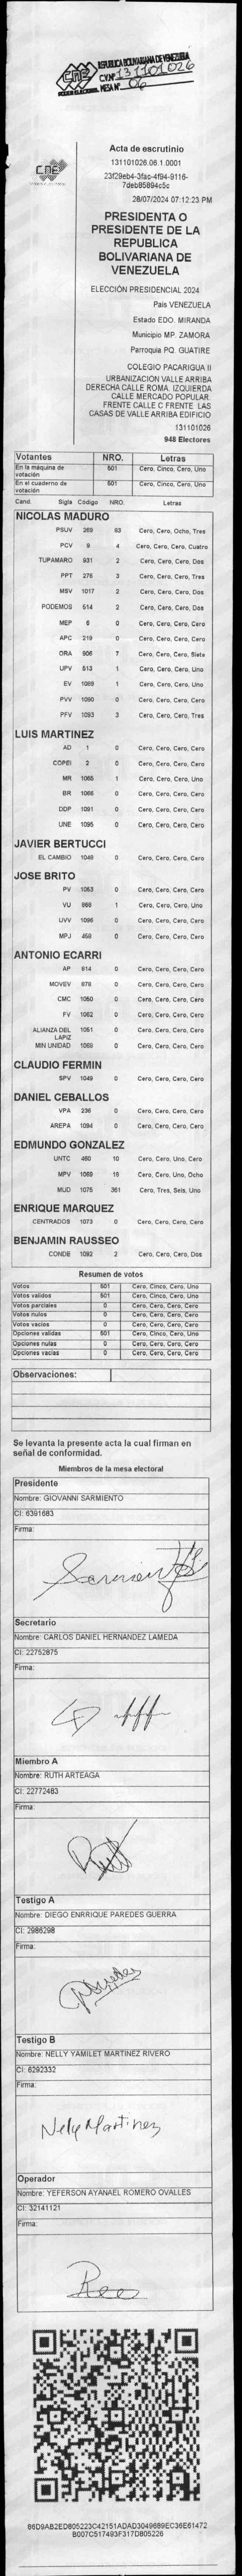 CNE
PODER ELECTORAL
REPUBLICA BOLIVARIANA DE VENEZUELA
C.V.Nº 131101026
MESA Nº 06
CNE
Acta de escrutinio
131101026.06.1.0001
23f29eb4-3fac-4f94-9116-
7deb85894c5c
28/07/2024 07:12:23 PM
PRESIDENTA O
PRESIDENTE DE LA
REPUBLICA
BOLIVARIANA DE
VENEZUELA
ELECCIÓN PRESIDENCIAL 2024
Pais VENEZUELA
Estado EDO. MIRANDA
Municipio MP. ZAMORA
Parroquia PQ. GUATIRE
COLEGIO PACARIGUA II
URBANIZACION VALLE ARRIBA
DERECHA CALLE ROMA. IZQUIERDA
CALLE MERCADO POPULAR.
FRENTE CALLE C FRENTE LAS
CASAS DE VALLE ARRIBA EDIFICIO
131101026
948 Electores
Votantes NRO. Letras
En la máquina de votación 501 Cero, Cinco, Cero, Uno
En el cuaderno de votación 501 Cero, Cinco, Cero, Uno
Cand. Sigla Código NRO. Letras
NICOLAS MADURO
PSUV 269 83 Cero, Cero, Ocho, Tres
PCV 9 4 Cero, Cero, Cero, Cuatro
TUPAMARO 931 2 Cero, Cero, Cero, Dos
PPT 276 3 Cero, Cero, Cero, Tres
MSV 1017 2 Cero, Cero, Cero, Dos
PODEMOS 514 2 Cero, Cero, Cero, Dos
MEP 6 0 Cero, Cero, Cero, Cero
APC 219 0 Cero, Cero, Cero, Cero
ORA 906 7 Cero, Cero, Cero, Siete
UPV 513 1 Cero, Cero, Cero, Uno
EV 1089 1 Cero, Cero, Cero, Uno
PVV 1090 0 Cero, Cero, Cero, Cero
PFV 1093 3 Cero, Cero, Cero, Tres
LUIS MARTINEZ
AD 1 0 Cero, Cero, Cero, Cero
COPEI 2 0 Cero, Cero, Cero, Cero
MR 1065 1 Cero, Cero, Cero, Uno
BR 1066 0 Cero, Cero, Cero, Cero
DDP 1091 0 Cero, Cero, Cero, Cero
UNE 1095 0 Cero, Cero, Cero, Cero
JAVIER BERTUCCI
EL CAMBIO 1048 0 Cero, Cero, Cero, Cero
JOSE BRITO
PV 1053 0 Cero, Cero, Cero, Cero
VU 868 1 Cero, Cero, Cero, Uno
UVV 1096 0 Cero, Cero, Cero, Cero
MPJ 458 0 Cero, Cero, Cero, Cero
ANTONIO ECARRI
AP 814 0 Cero, Cero, Cero, Cero
MOVEV 878 0 Cero, Cero, Cero, Cero
CMC 1050 0 Cero, Cero, Cero, Cero
FV 1052 0 Cero, Cero, Cero, Cero
ALIANZA DEL LAPIZ 1051 0 Cero, Cero, Cero, Cero
MIN UNIDAD 1088 0 Cero, Cero, Cero, Cero
CLAUDIO FERMIN
SPV 1049 0 Cero, Cero, Cero, Cero
DANIEL CEBALLOS
VPA 236 0 Cero, Cero, Cero, Cero
AREPA 1094 0 Cero, Cero, Cero, Cero
EDMUNDO GONZALEZ
UNTC 460 10 Cero, Cero, Uno, Cero
MPV 1069 18 Cero, Cero, Uno, Ocho
MUD 1075 361 Cero, Tres, Seis, Uno
ENRIQUE MARQUEZ
CENTRADOS 1073 0 Cero, Cero, Cero, Cero
BENJAMIN RAUSSEO
CONDE 1092 2 Cero, Cero, Cero, Dos
Resumen de votos
Votos 501 Cero, Cinco, Cero, Uno
Votos validos 501 Cero, Cinco, Cero, Uno
Votos parciales 0 Cero, Cero, Cero, Cero
Votos nulos 0 Cero, Cero, Cero, Cero
Votos vacios 0 Cero, Cero, Cero, Cero
Opciones validas 501 Cero, Cinco, Cero, Uno
Opciones nulas 0 Cero, Cero, Cero, Cero
Opciones vacias 0 Cero, Cero, Cero, Cero
Observaciones:
Se levanta la presente acta la cual firman en
señal de conformidad.
Miembros de la mesa electoral
Presidente
Nombre: GIOVANNI SARMIENTO
CI: 6391683
Firma:
Secretario
Nombre: CARLOS DANIEL HERNANDEZ LAMEDA
CI: 22752875
Firma:
Miembro A
Nombre: RUTH ARTEAGA
CI: 22772483
Firma:
Testigo A
Nombre: DIEGO ENRRIQUE PAREDES GUERRA
CI: 2986298
Firma:
Testigo B
Nombre: NELLY YAMILET MARTINEZ RIVERO
CI: 6292332
Firma:
Nely Martinez
Operador
Nombre: YEFERSON AYANAEL ROMERO OVALLES
CI: 32141121
Firma:
86D9AB2ED805223C42151ADAD3049689EC36E61472
B007C517493F317D805226